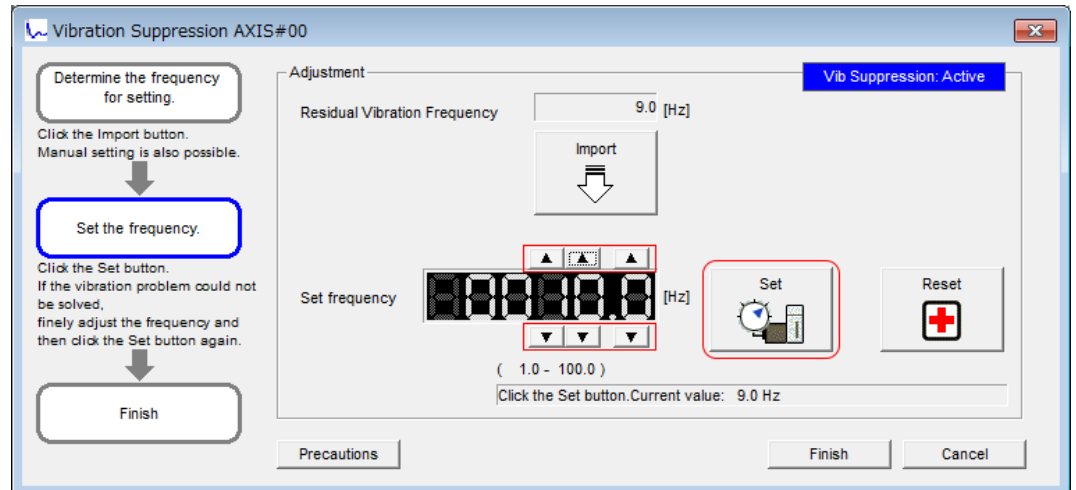 Vibration Suppression AXIS#00
Determine the frequency
for setting.
Click the Import button.
Manual setting is also possible.
Set the frequency.
Click the Set button.
If the vibration problem could not
be solved,
finely adjust the frequency and
then click the Set button again.
Finish
Adjustment
Vib Suppression: Active
Residual Vibration Frequency 9.0 [Hz]
Import
Set frequency [Hz]
Set
Reset
( 1.0 - 100.0 )
Click the Set button.Current value: 9.0 Hz
Precautions
Finish
Cancel